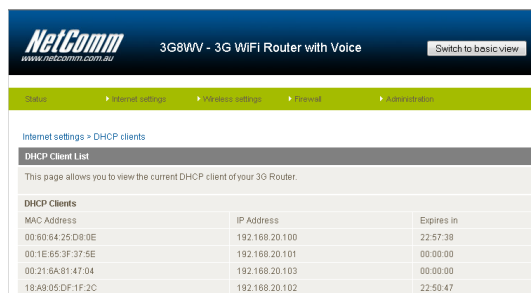 NetComm
www.netcomm.com.au
3G8WV - 3G WiFi Router with Voice
Switch to basic view
Status Internet settings Wireless settings Firewall Administration
Internet settings > DHCP clients
DHCP Client List
This page allows you to view the current DHCP client of your 3G Router.
DHCP Clients
MAC Address IP Address Expires in
00:60:64:25:D8:0E 192.168.20.100 22:57:38
00:1E:65:3F:37:5E 192.168.20.101 00:00:00
00:21:6A:81:47:04 192.168.20.103 00:00:00
18:A9:05:DF:1F:2C 192.168.20.102 22:50:47